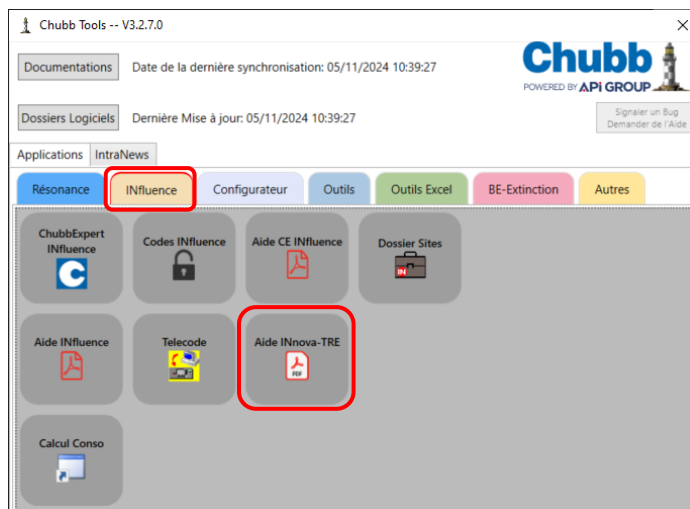 Chubb Tools -- V3.2.7.0
Documentations
Date de la dernière synchronisation: 05/11/2024 10:39:27
Chubb
POWERED BY APi GROUP
Dossiers Logiciels
Dernière Mise à jour: 05/11/2024 10:39:27
Signaler un Bug
Demander de l'Aide
Applications IntraNews
Résonance INfluence Configurateur Outils Outils Excel BE-Extinction Autres
ChubbExpert
INfluence
Codes INfluence
Aide CE INfluence
Dossier Sites
C
IN
Aide INfluence
Telecode
Aide INnova-TRE
PDF
Calcul Conso